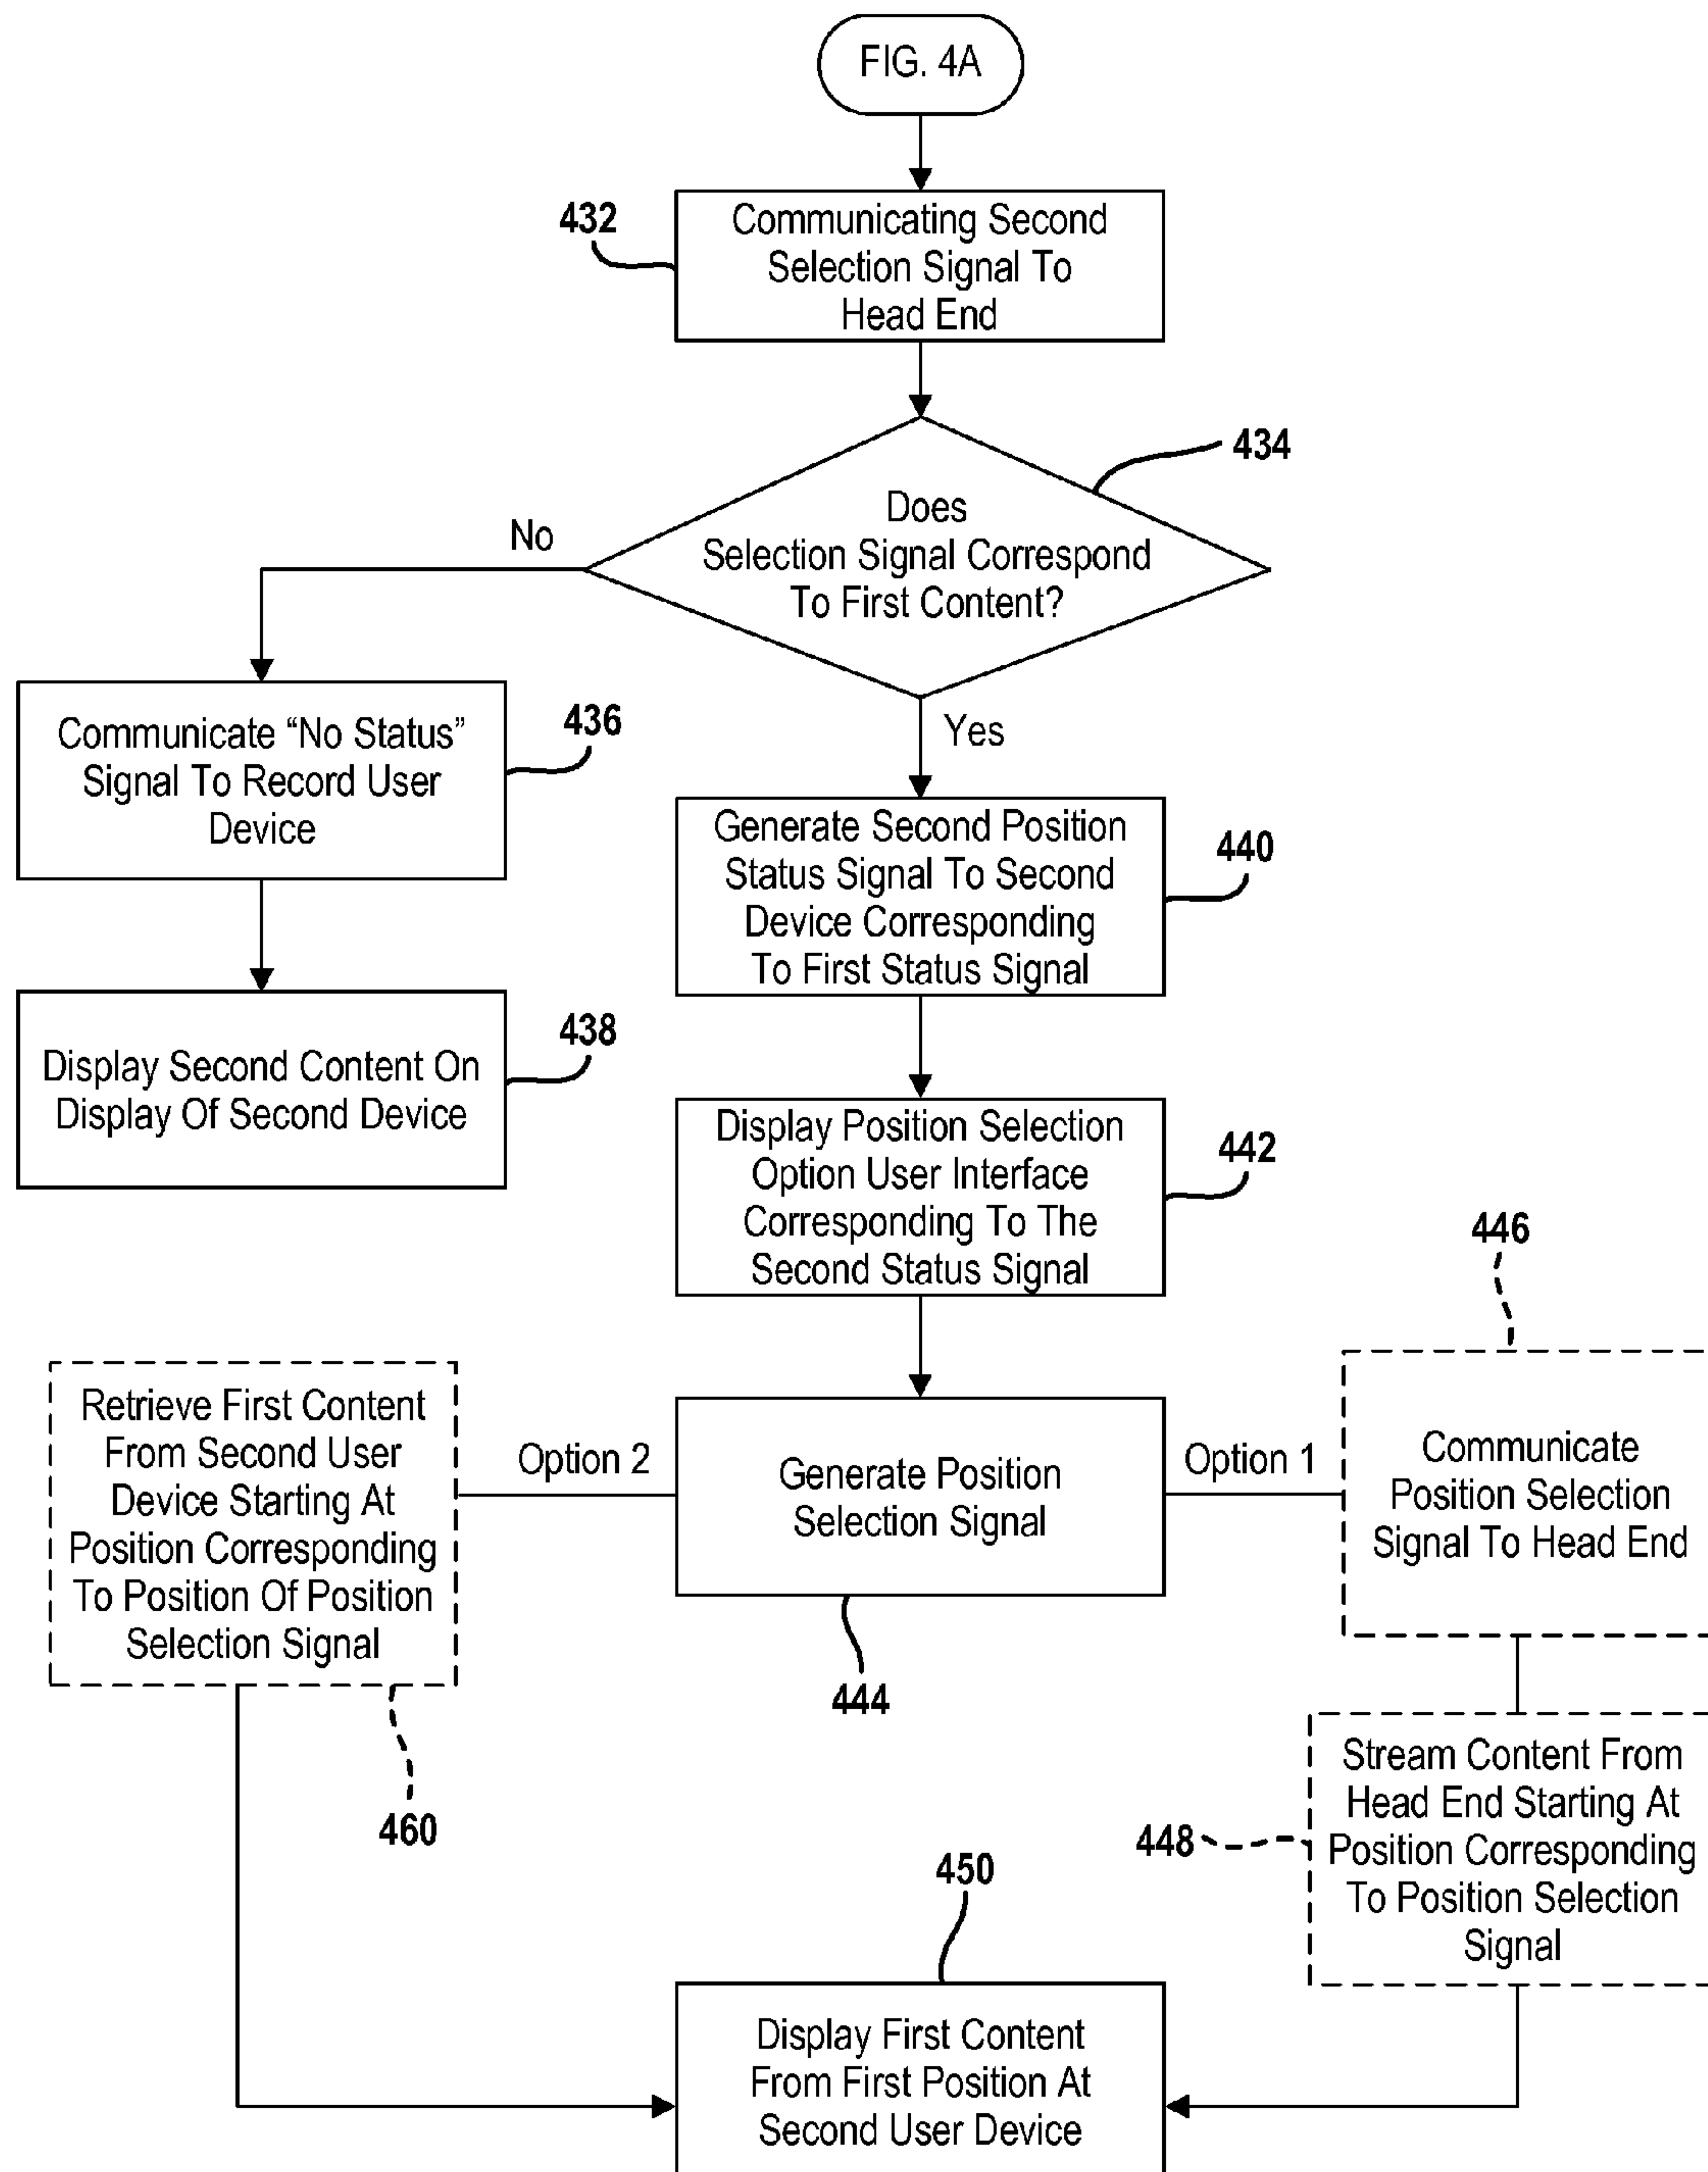 FIG. 4A
432
Communicating Second
Selection Signal To
Head End
434
Does
Selection Signal Correspond
To First Content?
No
Yes
Communicate “No Status”
Signal To Record User
Device
436
Generate Second Position
Status Signal To Second
Device Corresponding
To First Status Signal
440
Display Second Content On
Display Of Second Device
438
Display Position Selection
Option User Interface
Corresponding To The
Second Status Signal
442
446
Retrieve First Content
From Second User
Device Starting At
Position Corresponding
To Position Of Position
Selection Signal
460
Option 2
Generate Position
Selection Signal
444
Option 1
Communicate
Position Selection
Signal To Head End
Stream Content From
Head End Starting At
Position Corresponding
To Position Selection
Signal
448
450
Display First Content
From First Position At
Second User Device